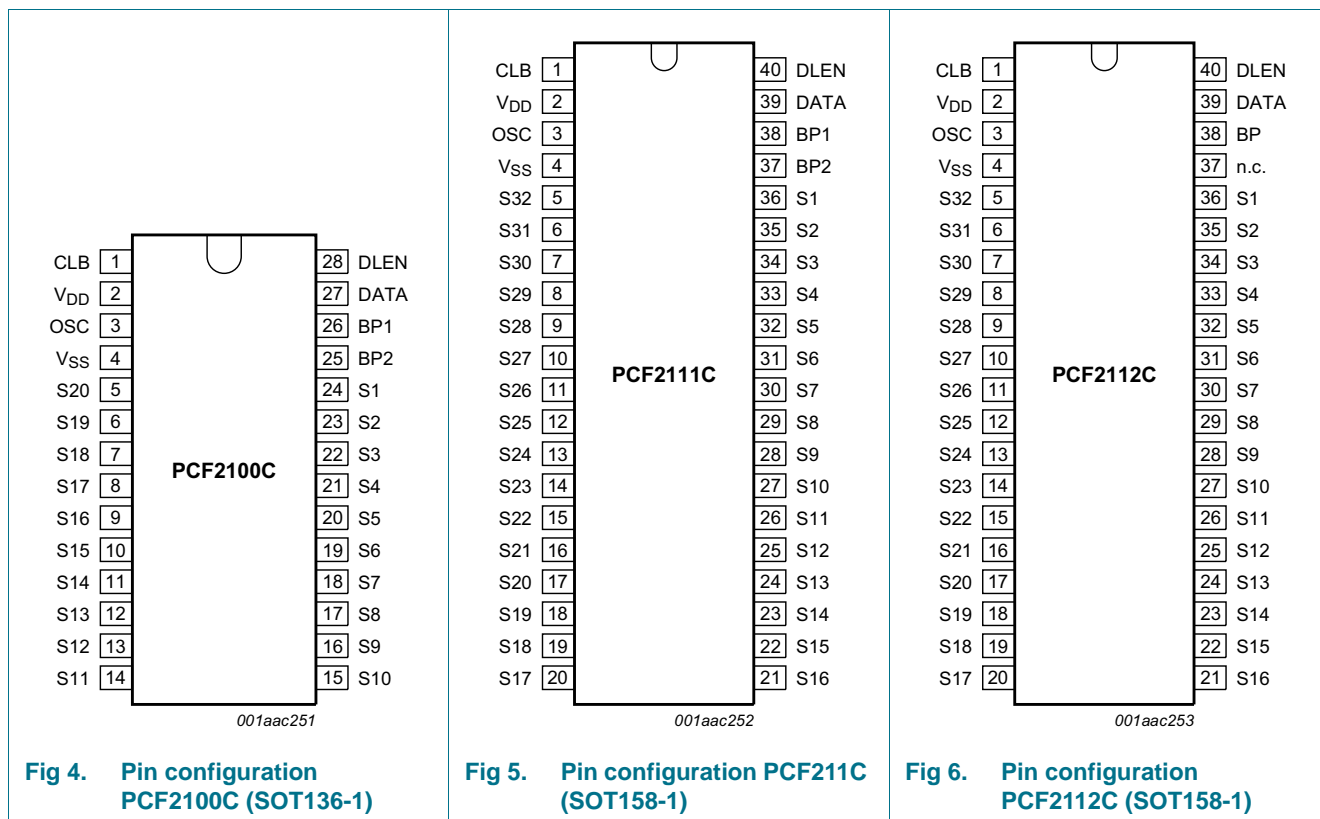 CLB 1 28 DLEN
VDD 2 27 DATA
OSC 3 26 BP1
VSS 4 25 BP2
S20 5 24 S1
S19 6 23 S2
S18 7 22 S3
S17 8 21 S4
PCF2100C
S16 9 20 S5
S15 10 19 S6
S14 11 18 S7
S13 12 17 S8
S12 13 16 S9
S11 14 15 S10
001aac251
Fig 4. Pin configuration
PCF2100C (SOT136-1)
CLB 1 40 DLEN
VDD 2 39 DATA
OSC 3 38 BP1
VSS 4 37 BP2
S32 5 36 S1
S31 6 35 S2
S30 7 34 S3
S29 8 33 S4
S28 9 32 S5
S27 10 31 S6
PCF2111C
S26 11 30 S7
S25 12 29 S8
S24 13 28 S9
S23 14 27 S10
S22 15 26 S11
S21 16 25 S12
S20 17 24 S13
S19 18 23 S14
S18 19 22 S15
S17 20 21 S16
001aac252
Fig 5. Pin configuration PCF211C
(SOT158-1)
CLB 1 40 DLEN
VDD 2 39 DATA
OSC 3 38 BP
VSS 4 37 n.c.
S32 5 36 S1
S31 6 35 S2
S30 7 34 S3
S29 8 33 S4
S28 9 32 S5
S27 10 31 S6
PCF2112C
S26 11 30 S7
S25 12 29 S8
S24 13 28 S9
S23 14 27 S10
S22 15 26 S11
S21 16 25 S12
S20 17 24 S13
S19 18 23 S14
S18 19 22 S15
S17 20 21 S16
001aac253
Fig 6. Pin configuration
PCF2112C (SOT158-1)